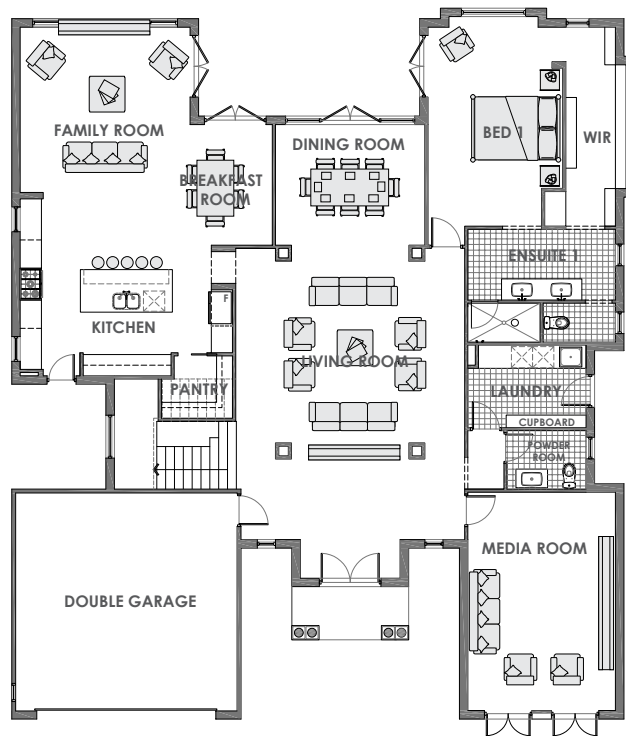 FAMILY ROOM
DINING ROOM
BED 1
WIR
BREAKFAST
ROOM
ENSUITE 1
F
KITCHEN
LIVING ROOM
PANTRY
LAUNDRY
CUPBOARD
POWDER
ROOM
MEDIA ROOM
DOUBLE GARAGE